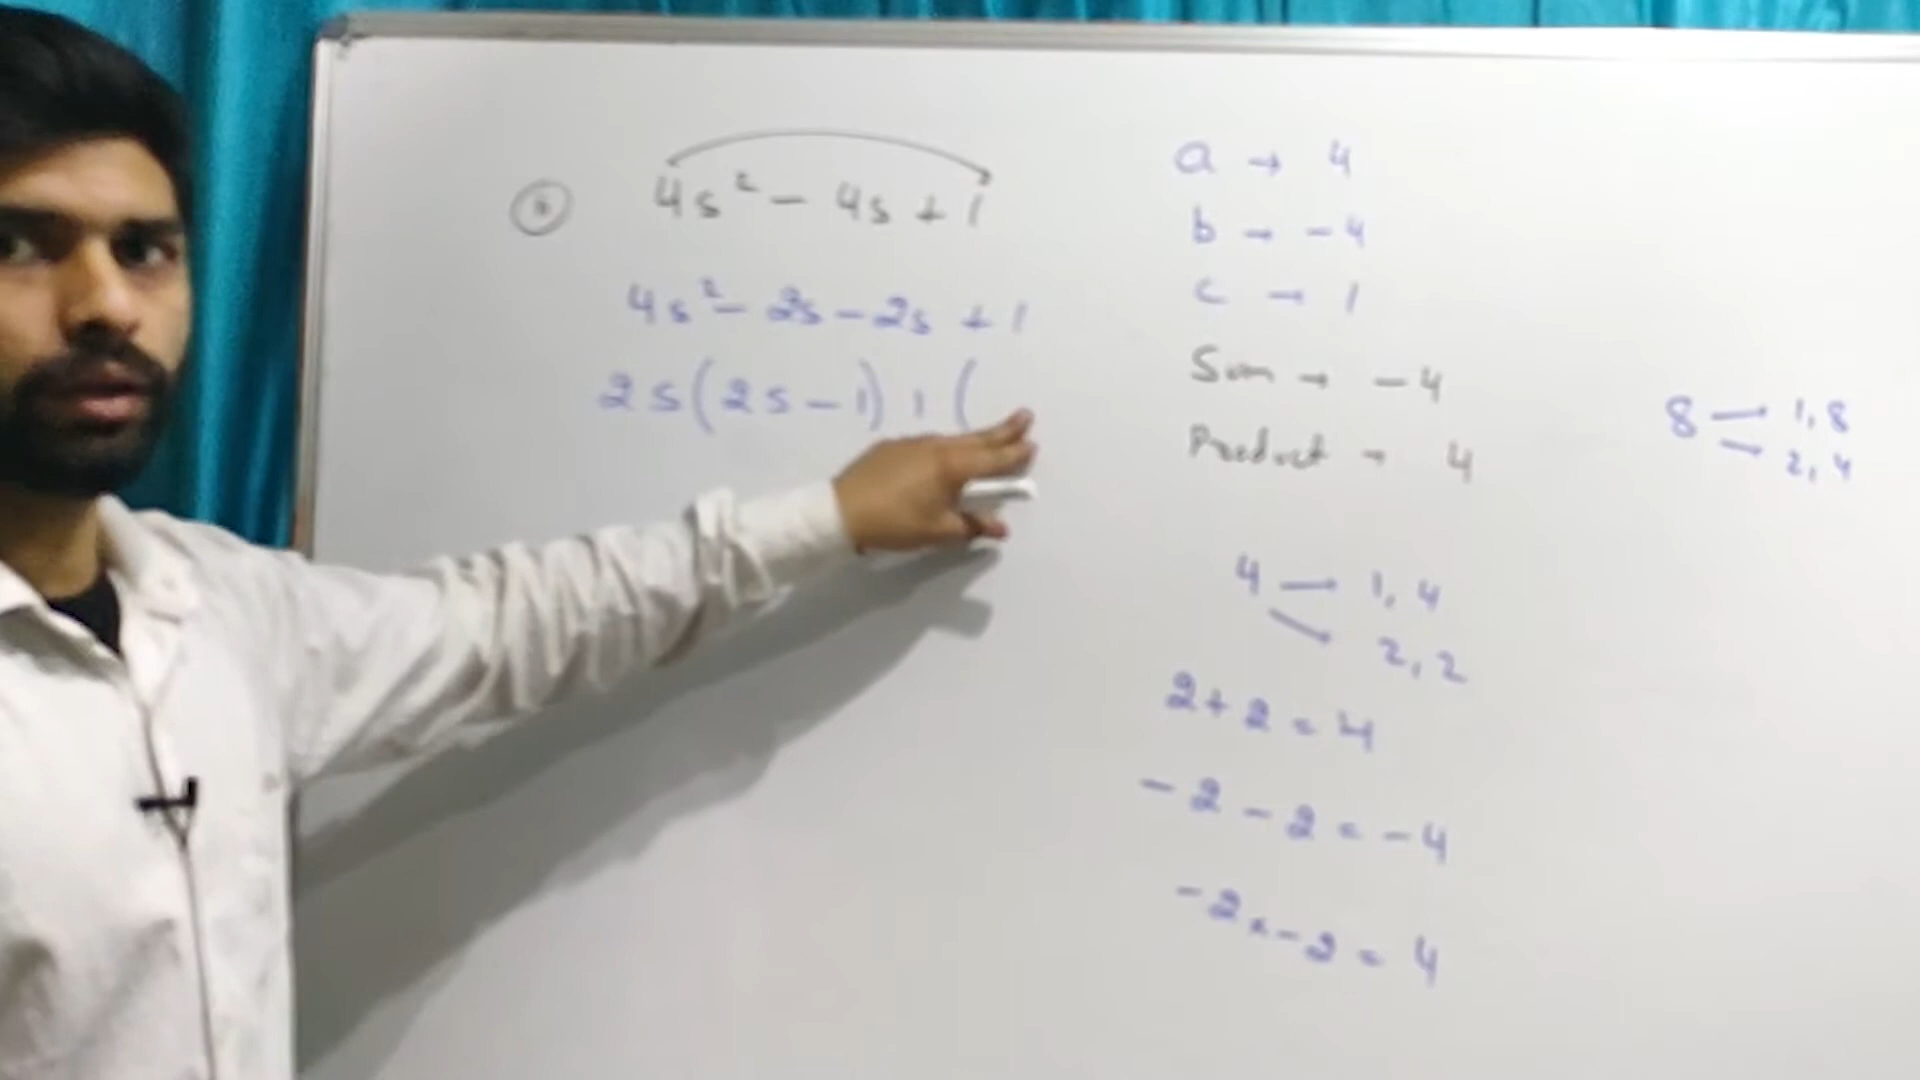 4s² - 4s + 1
4s² - 2s - 2s + 1
2s(2s - 1) 1 (
a → 4
b → -4
c → 1
Sum → -4
Product → 4
4 → 1, 4
→ 2, 2
2 + 2 = 4
-2 - 2 = -4
-2 × -2 = 4
8 → 1, 8
→ 2, 4